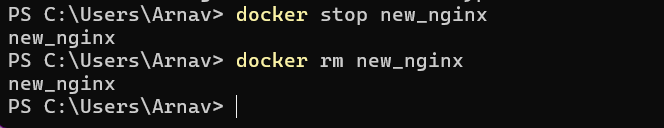 PS C:\Users\Arnav> docker stop new_nginx
new_nginx
PS C:\Users\Arnav> docker rm new_nginx
new_nginx
PS C:\Users\Arnav>